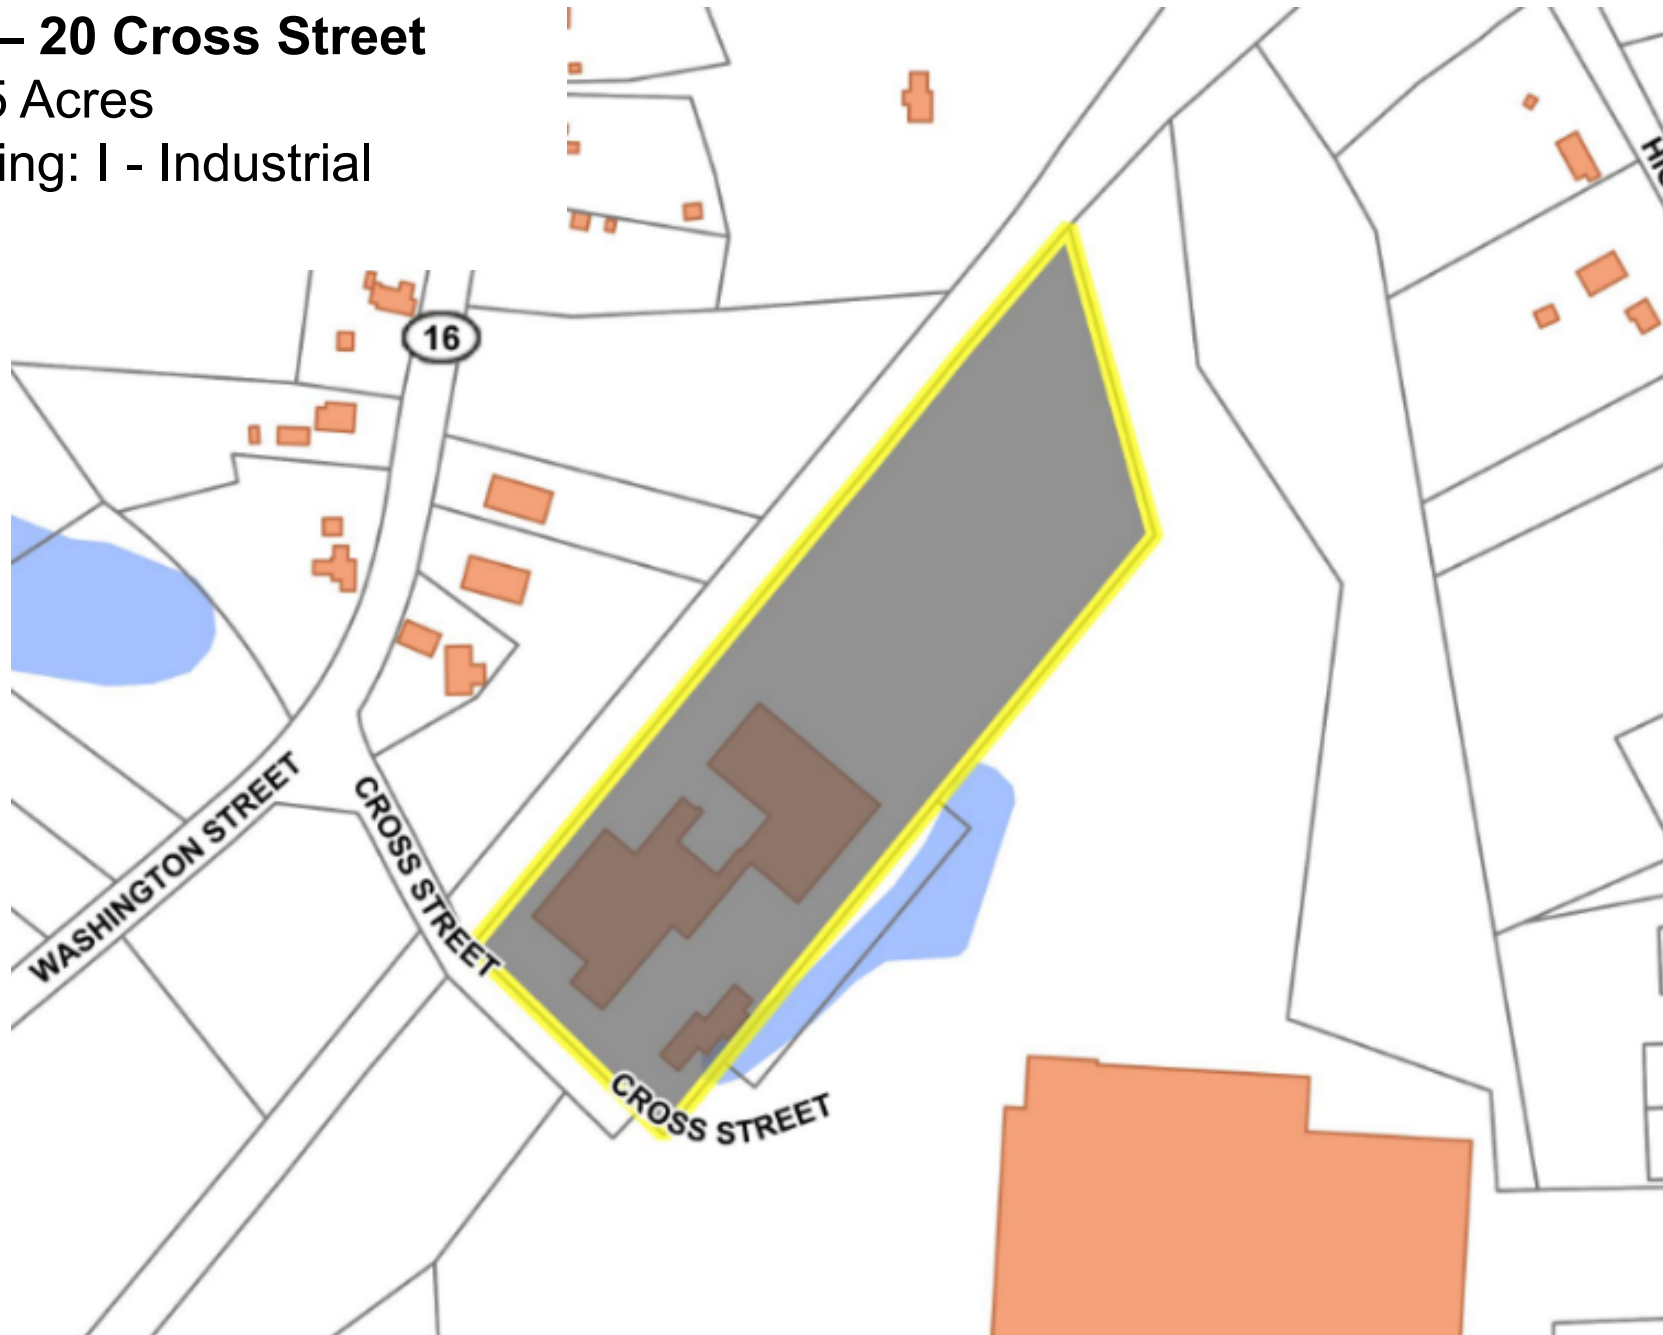 – 20 Cross Street
5 Acres
ing: I - Industrial
16
WASHINGTON STREET
CROSS STREET
CROSS STREET